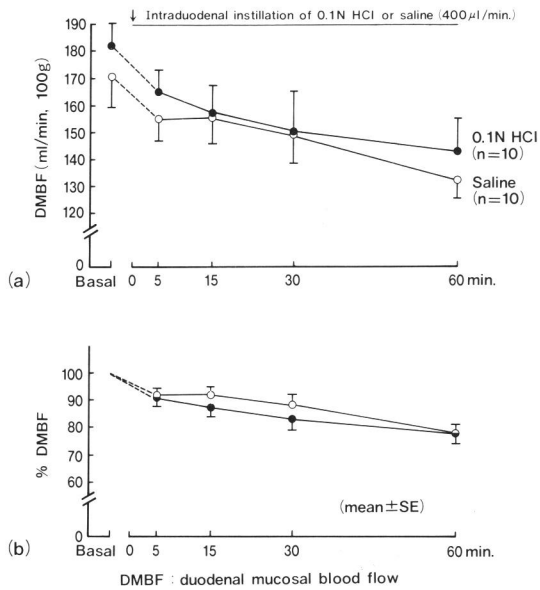 ↓ Intraduodenal instillation of 0.1N HCl or saline (400μl/min.)
190
180
170
160
150
140
130
120
0
DMBF (ml/min, 100g)
0.1N HCl
(n=10)
Saline
(n=10)
(a)
Basal 0 5 15 30 60 min.
100
90
80
70
60
0
% DMBF
(mean±SE)
(b)
Basal 0 5 15 30 60 min.
DMBF : duodenal mucosal blood flow